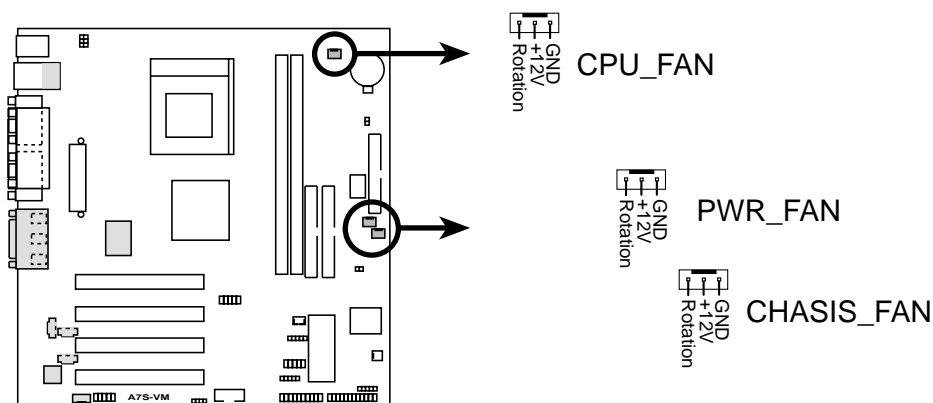 GND
+12V
Rotation
CPU_FAN
GND
+12V
Rotation
PWR_FAN
GND
+12V
Rotation
CHASIS_FAN
A7S-VM